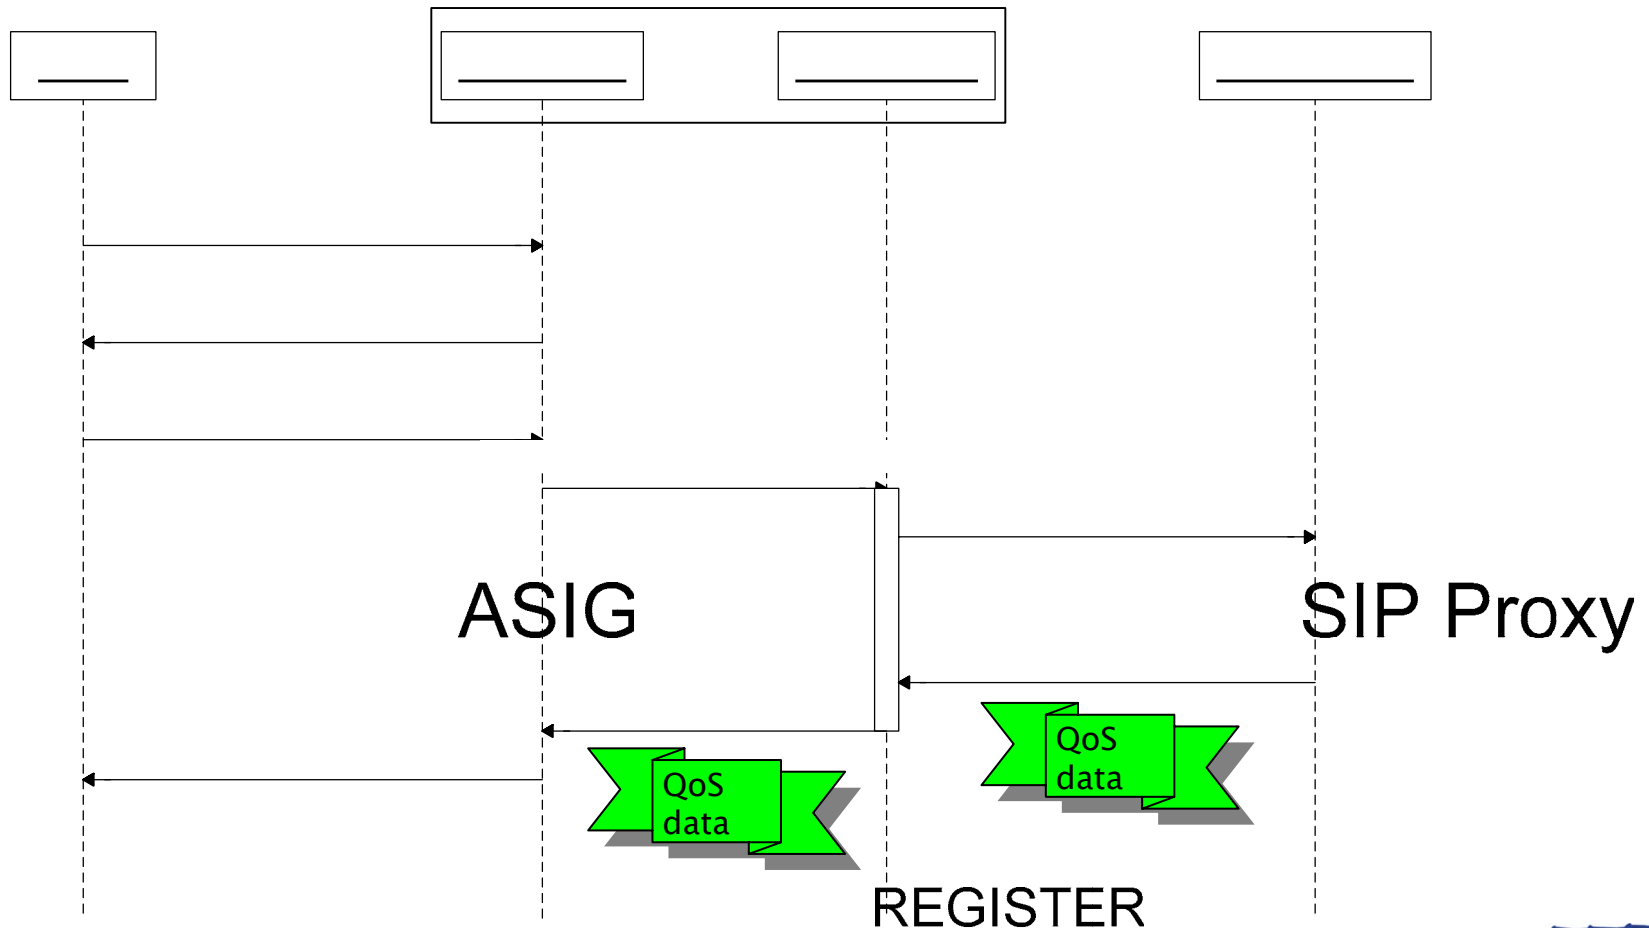 ASIG
SIP Proxy
QoS
data
QoS
data
REGISTER